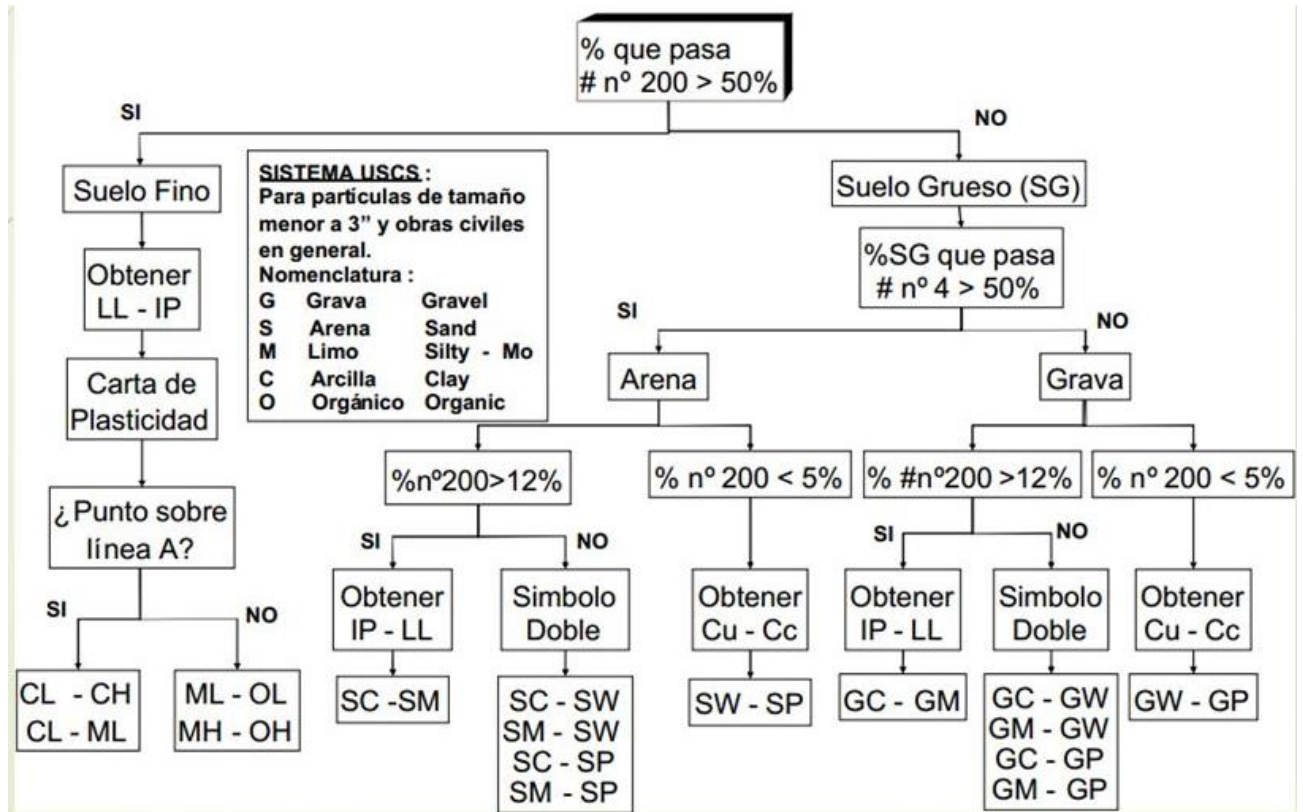 % que pasa
# nº 200 > 50%
SI
NO
Suelo Fino
SISTEMA USCS :
Para partículas de tamaño
menor a 3” y obras civiles
en general.
Nomenclatura :
G Grava Gravel
S Arena Sand
M Limo Silty - Mo
C Arcilla Clay
O Orgánico Organic
Suelo Grueso (SG)
Obtener
LL - IP
%SG que pasa
# nº 4 > 50%
SI
NO
Carta de
Plasticidad
Arena
Grava
¿Punto sobre
línea A?
%nº200>12%
% nº 200 < 5%
% #nº200 >12%
% nº 200 < 5%
SI
NO
SI
NO
Obtener
IP - LL
Simbolo
Doble
Obtener
Cu - Cc
Obtener
IP - LL
Simbolo
Doble
Obtener
Cu - Cc
SI
NO
CL - CH
CL - ML
ML - OL
MH - OH
SC -SM
SC - SW
SM - SW
SC - SP
SM - SP
SW - SP
GC - GM
GC - GW
GM - GW
GC - GP
GM - GP
GW - GP